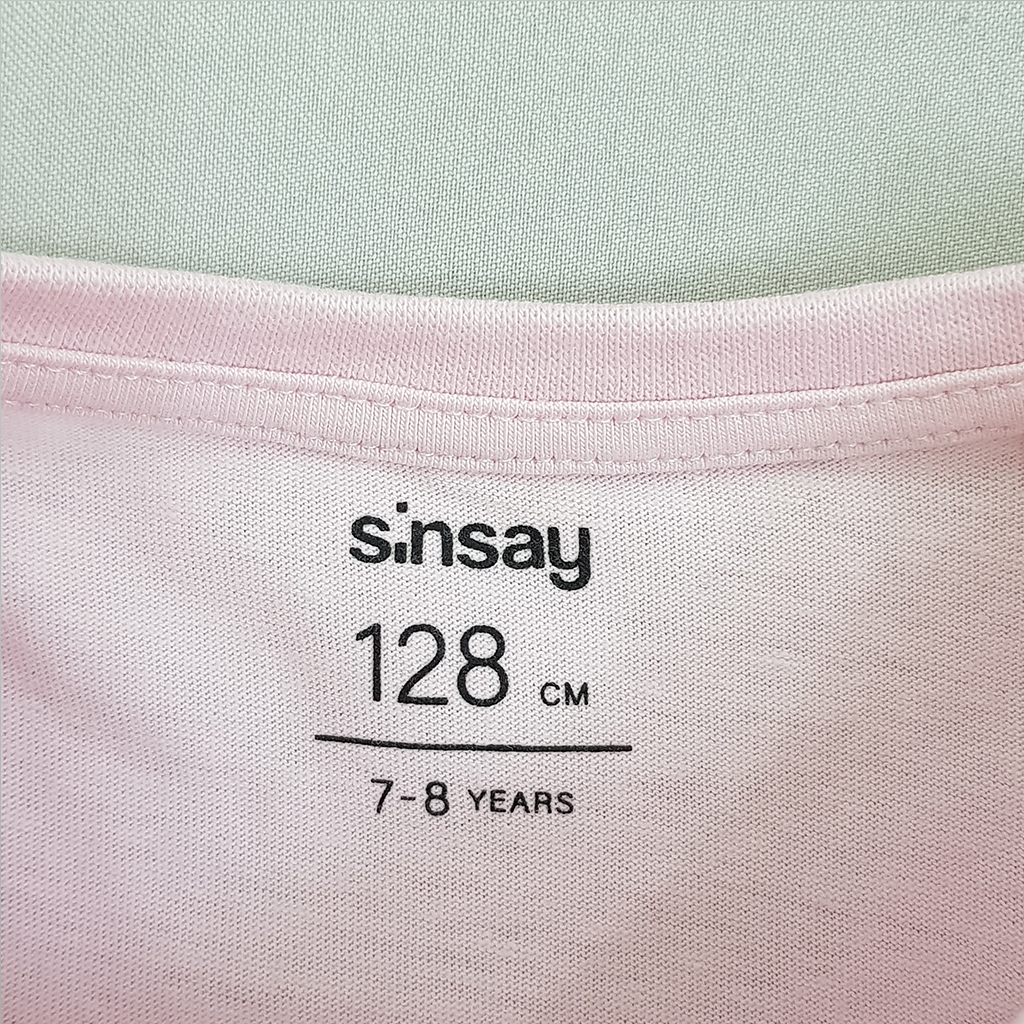 sinsay
128 CM
7-8 YEARS